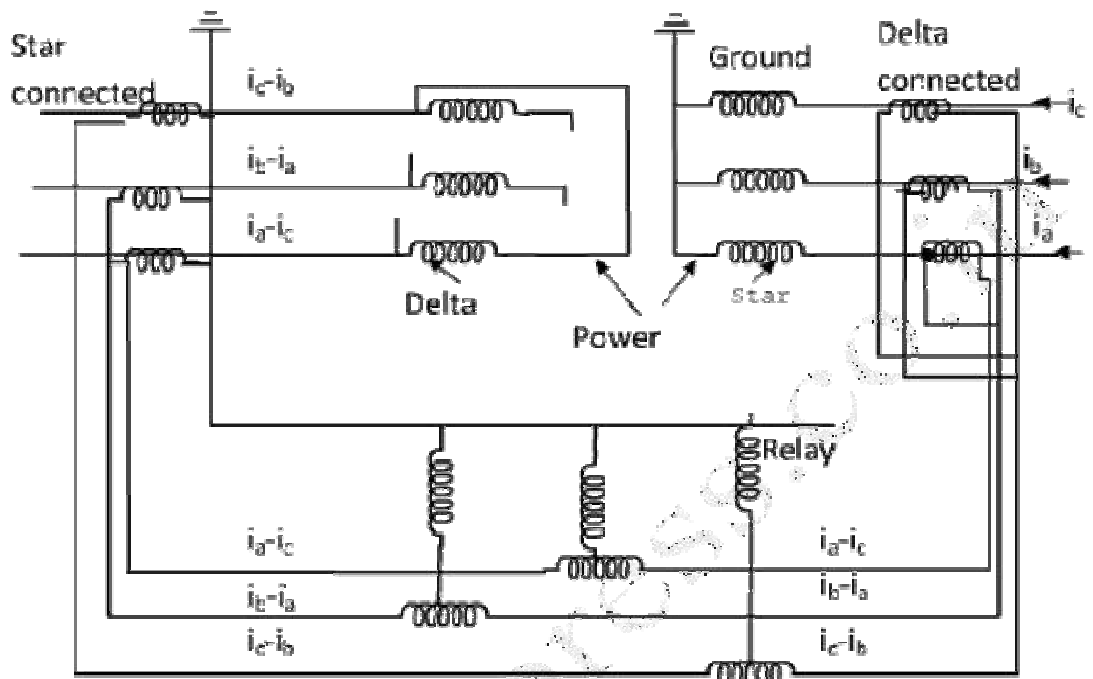 Star
connected
Ground
Delta
connected
i_c-i_b
i_c
i_b-i_a
i_b
i_a-i_c
i_a
Delta
Star
Power
Relay
i_a-i_c
i_a-i_c
i_b-i_a
i_b-i_a
i_c-i_b
i_c-i_b